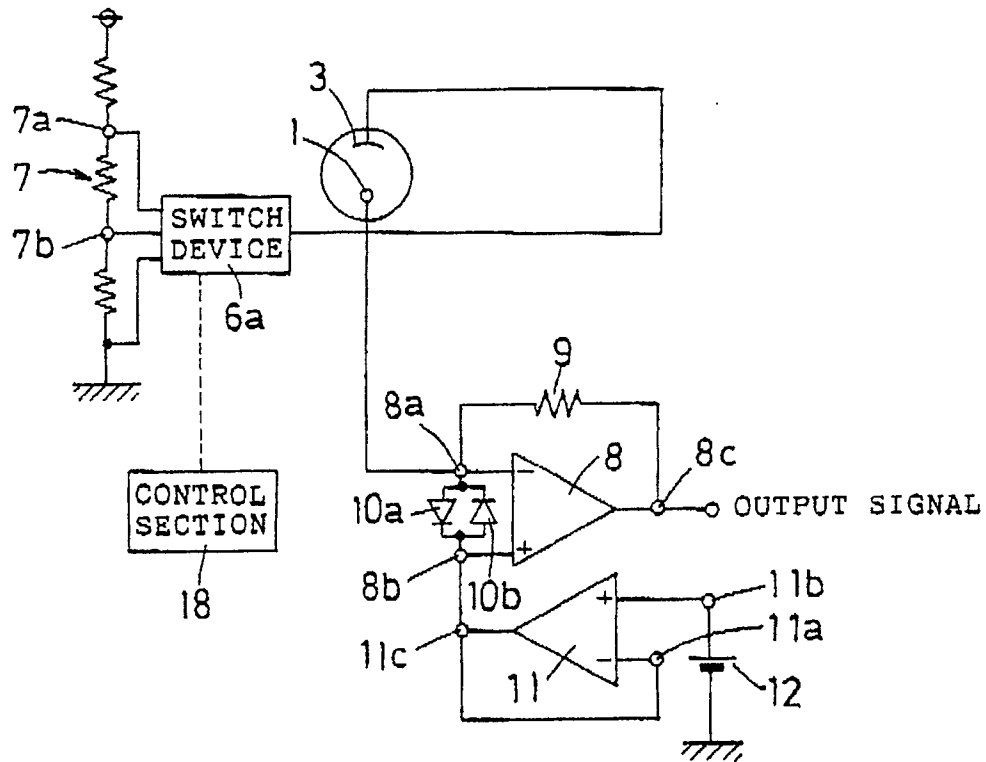 3
7a
1
7
SWITCH
DEVICE
7b
6a
9
8a
8
8c
CONTROL
SECTION
10a
OUTPUT SIGNAL
8b
10b
18
11b
11a
11c
11
12